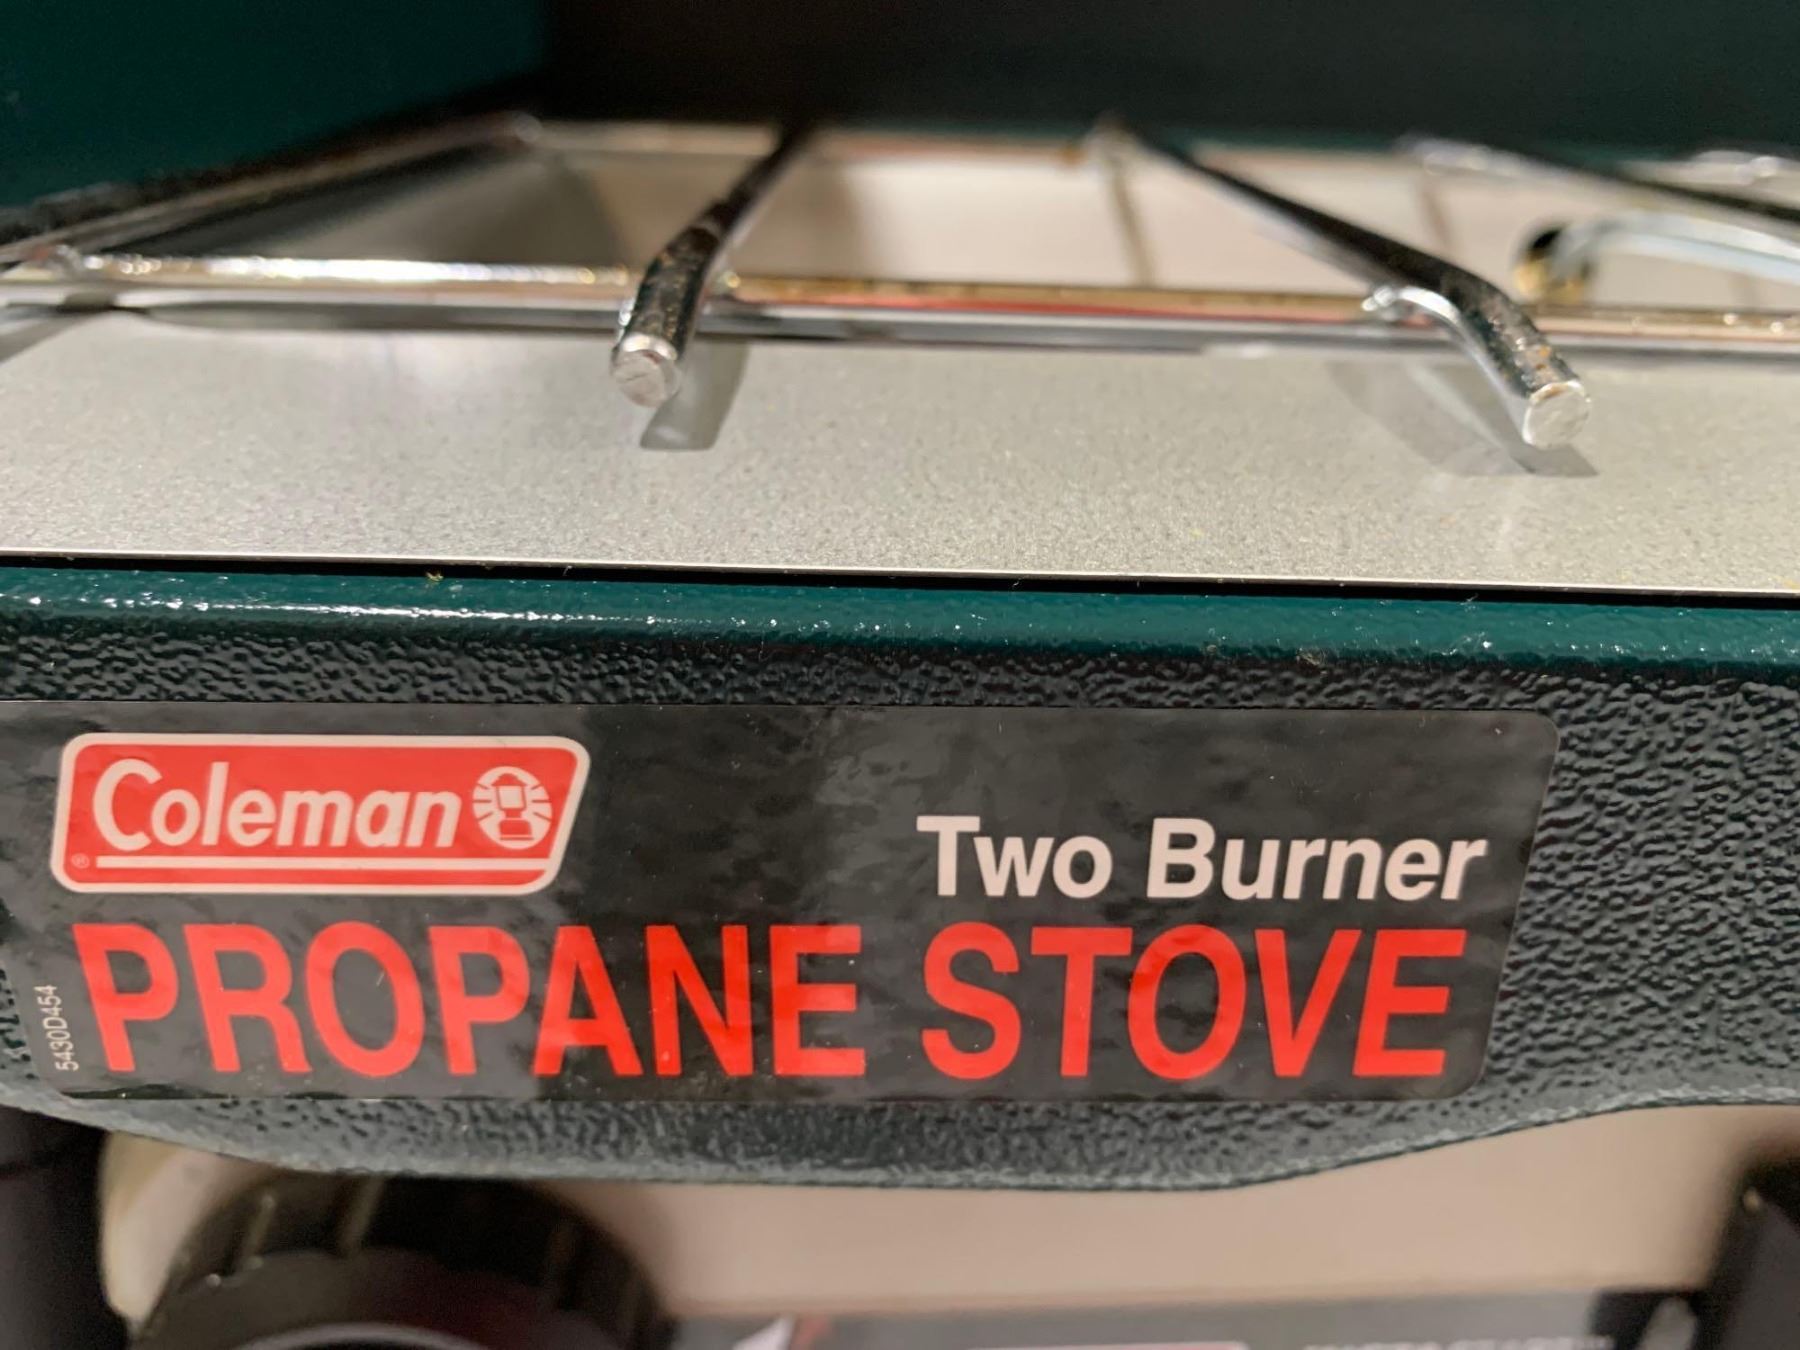 Coleman
®
Two Burner
PROPANE STOVE
5430D454